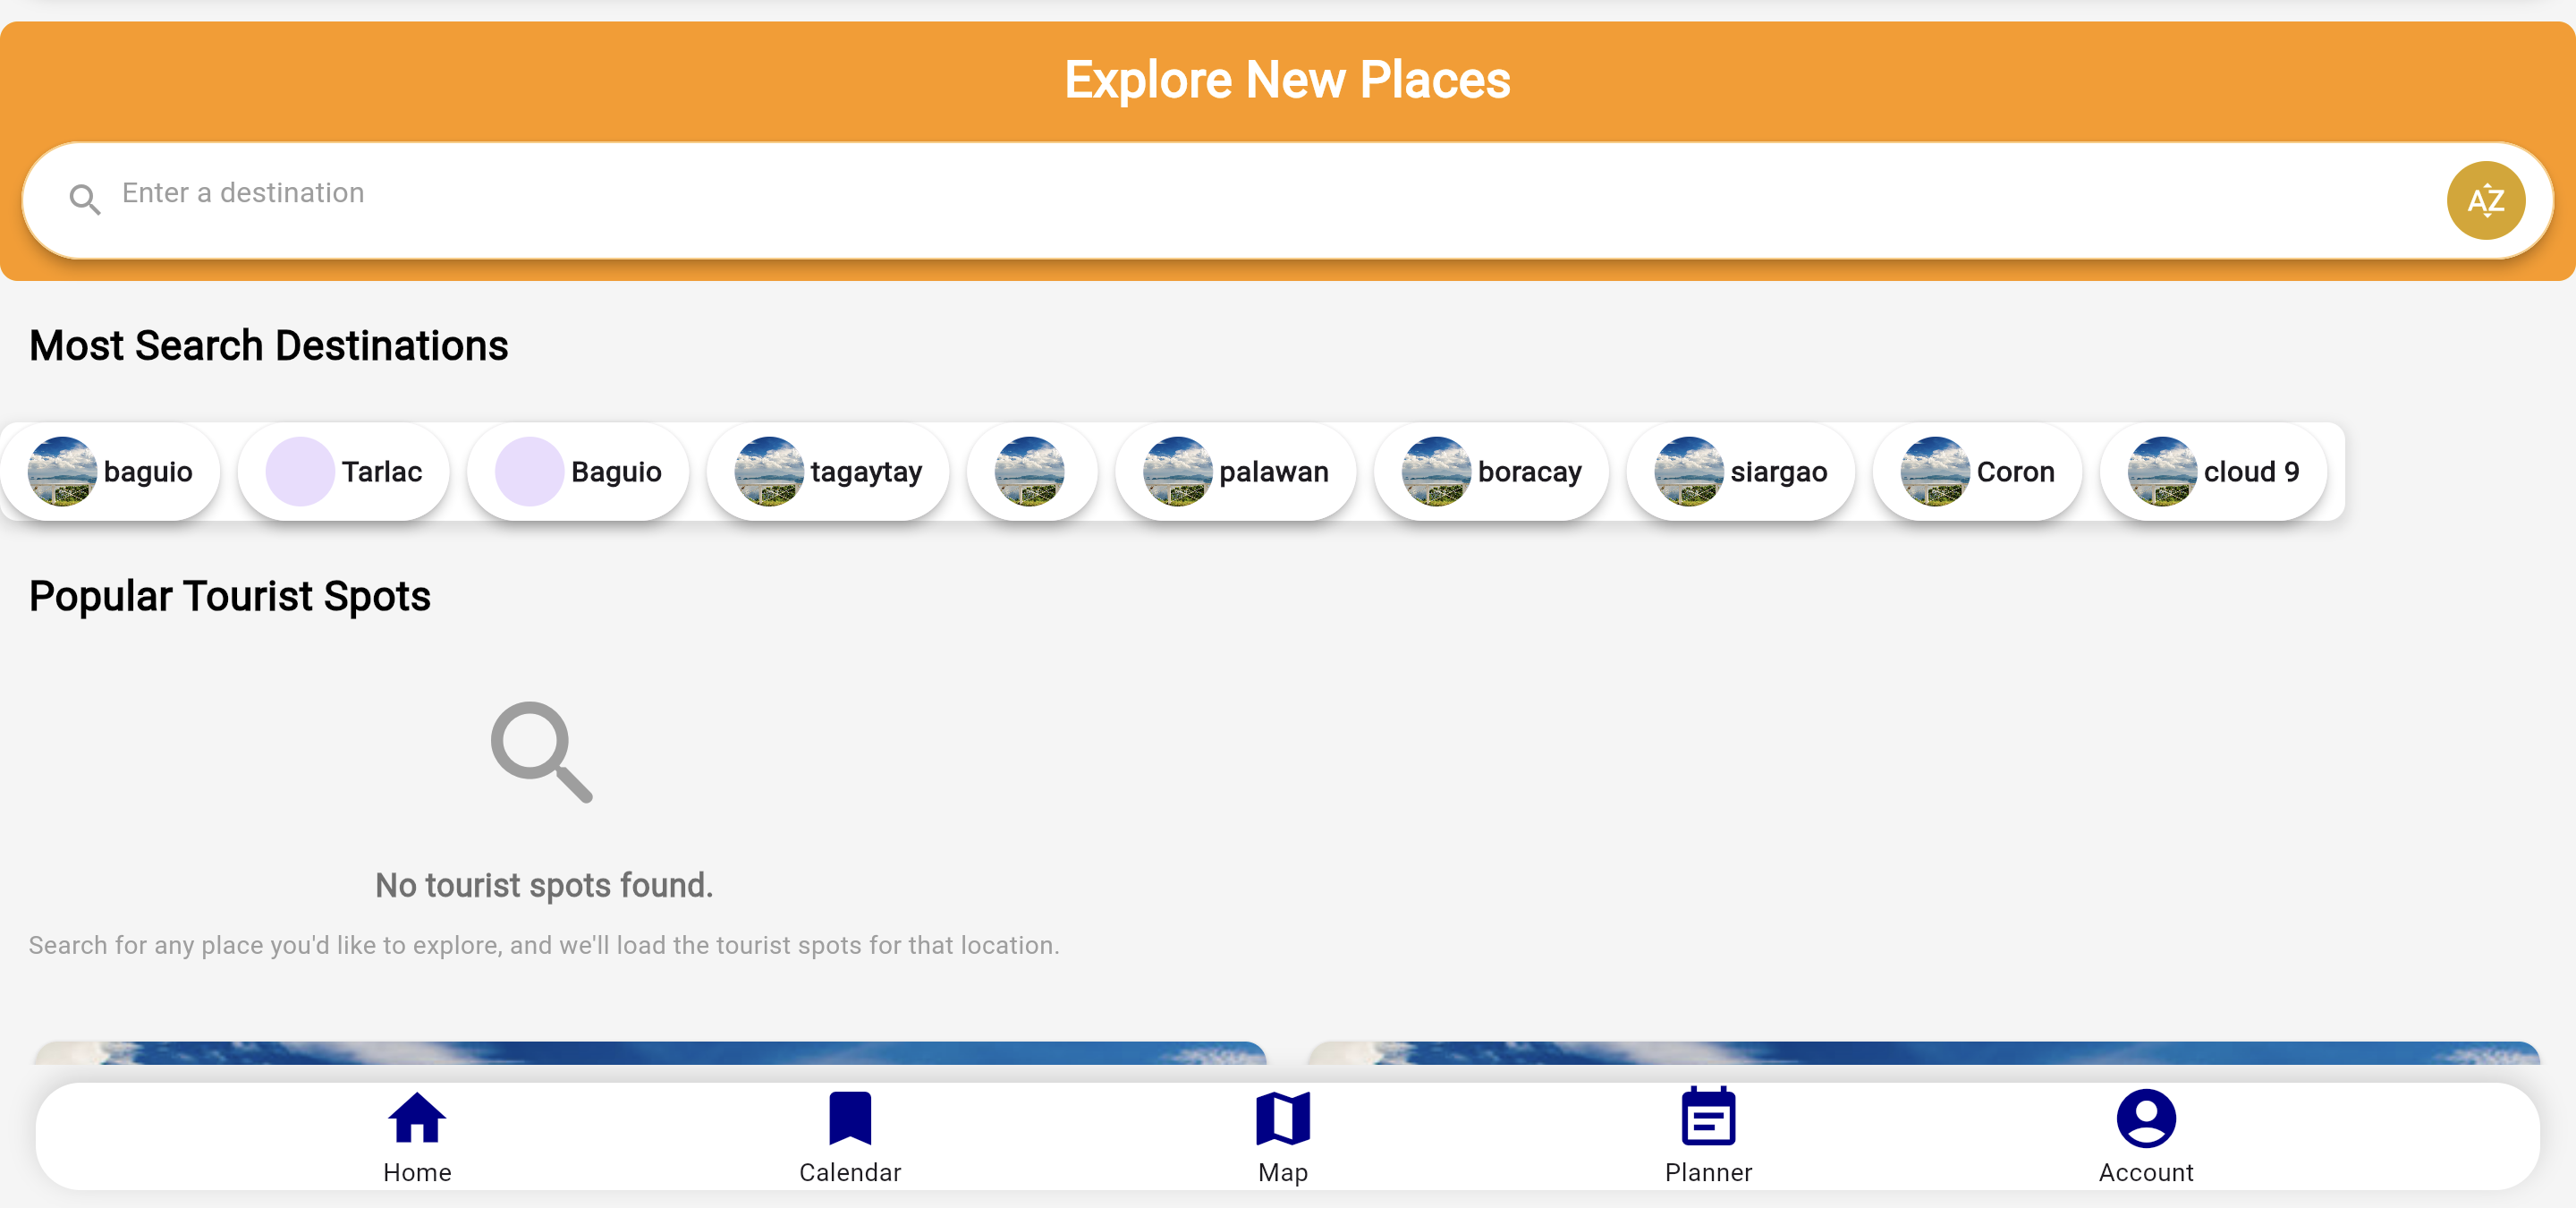 Explore New Places
Enter a destination
AZ
Most Search Destinations
baguio Tarlac Baguio tagaytay palawan boracay siargao Coron cloud 9
Popular Tourist Spots
No tourist spots found.
Search for any place you'd like to explore, and we'll load the tourist spots for that location.
Home Calendar Map Planner Account